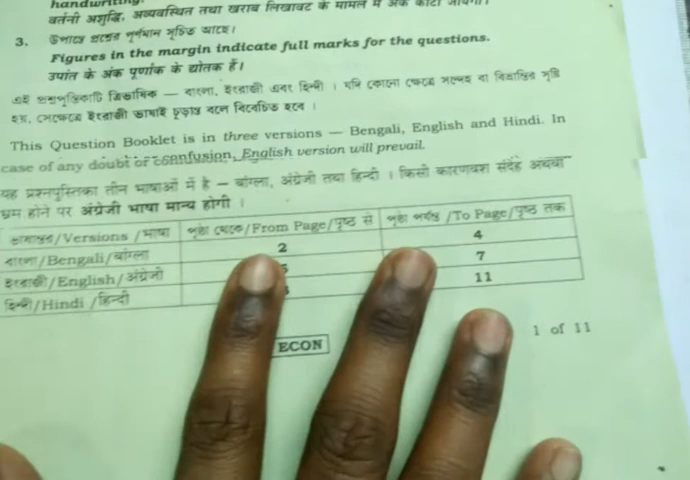 handwriting.
वर्तनी अशुद्धि, अव्यवस्थित तथा खराब लिखावट के मामले में अंक काटा जायेगा।
3. উপান্তে প্রশ্নের পূর্ণমান সূচিত আছে।
Figures in the margin indicate full marks for the questions.
उपांत के अंक पूर्णांक के द्योतक हैं।
এই প্রশ্নপুস্তিকাটি ত্রিভাষিক — বাংলা, ইংরাজী এবং হিন্দী । যদি কোনো ক্ষেত্রে সন্দেহ বা বিভ্রান্তির সৃষ্টি
হয়, সেক্ষেত্রে ইংরাজী ভাষাই চূড়ান্ত বলে বিবেচিত হবে ।
This Question Booklet is in three versions — Bengali, English and Hindi. In
case of any doubt or confusion, English version will prevail.
यह प्रश्नपुस्तिका तीन भाषाओं में है – बांग्ला, अंग्रेजी तथा हिन्दी । किसी कारणवश संदेह अथवा
भ्रम होने पर अंग्रेजी भाषा मान्य होगी ।
ভাষান্তর/Versions /भाषा পৃষ্ঠা থেকে/From Page/पृष्ठ से পৃষ্ঠা পর্যন্ত /To Page/पृष्ठ तक
বাংলা/Bengali/बांग्ला 2 4
ইংরাজী/English/अंग्रेजी 7
হিন্দী/Hindi /हिन्दी 11
ECON 1 of 11